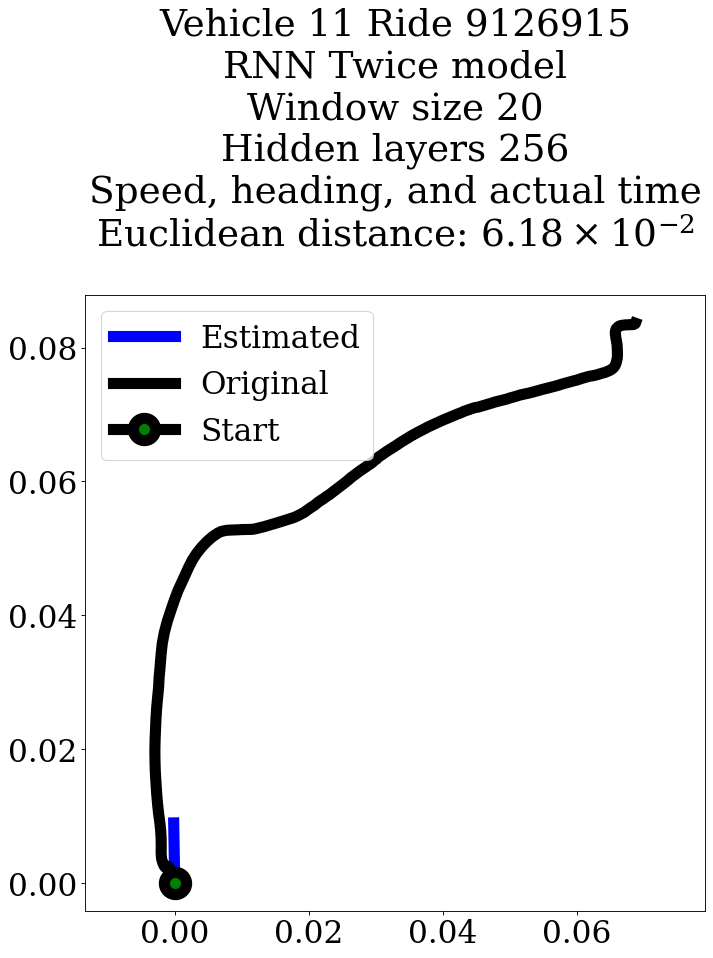 Vehicle 11 Ride 9126915
RNN Twice model
Window size 20
Hidden layers 256
Speed, heading, and actual time
Euclidean distance: 6.18 × 10⁻²
Estimated
Original
Start
0.08
0.06
0.04
0.02
0.00
0.00 0.02 0.04 0.06